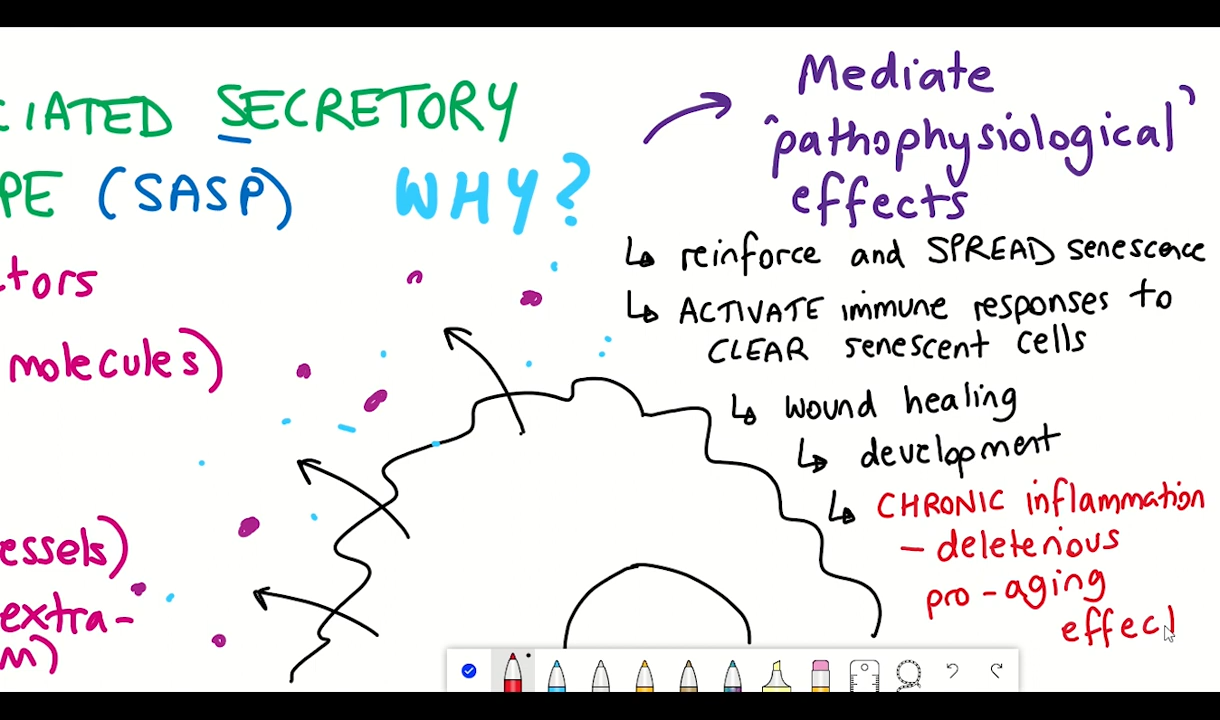 CIATED SECRETORY
PE (SASP)
WHY?
tors
molecules)
essels)
extra-
m)
Mediate
"pathophysiological"
effects
↳ reinforce and SPREAD senescence
↳ ACTIVATE immune responses to
CLEAR senescent cells
↳ wound healing
↳ development
↳ CHRONIC inflammation
- deleterious
pro-aging
effect